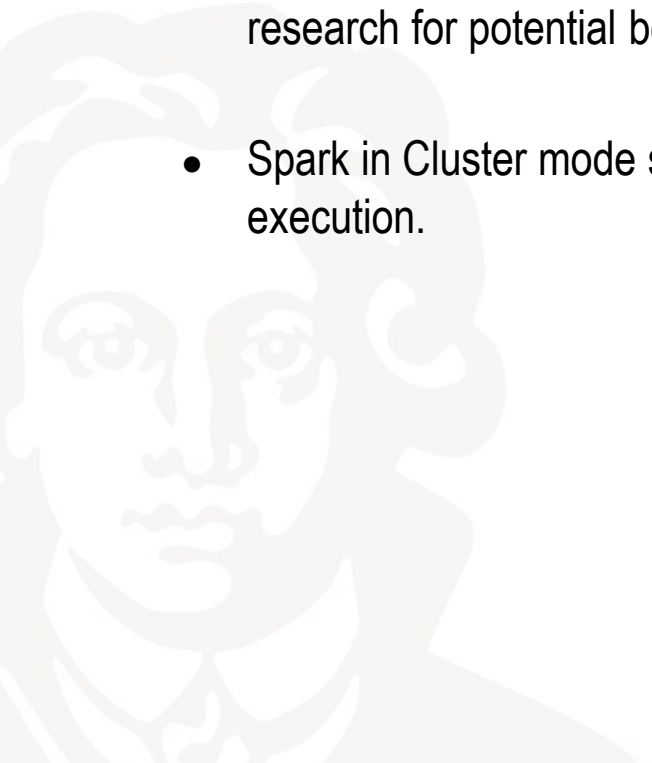 research for potential
• Spark in Cluster mode
execution.